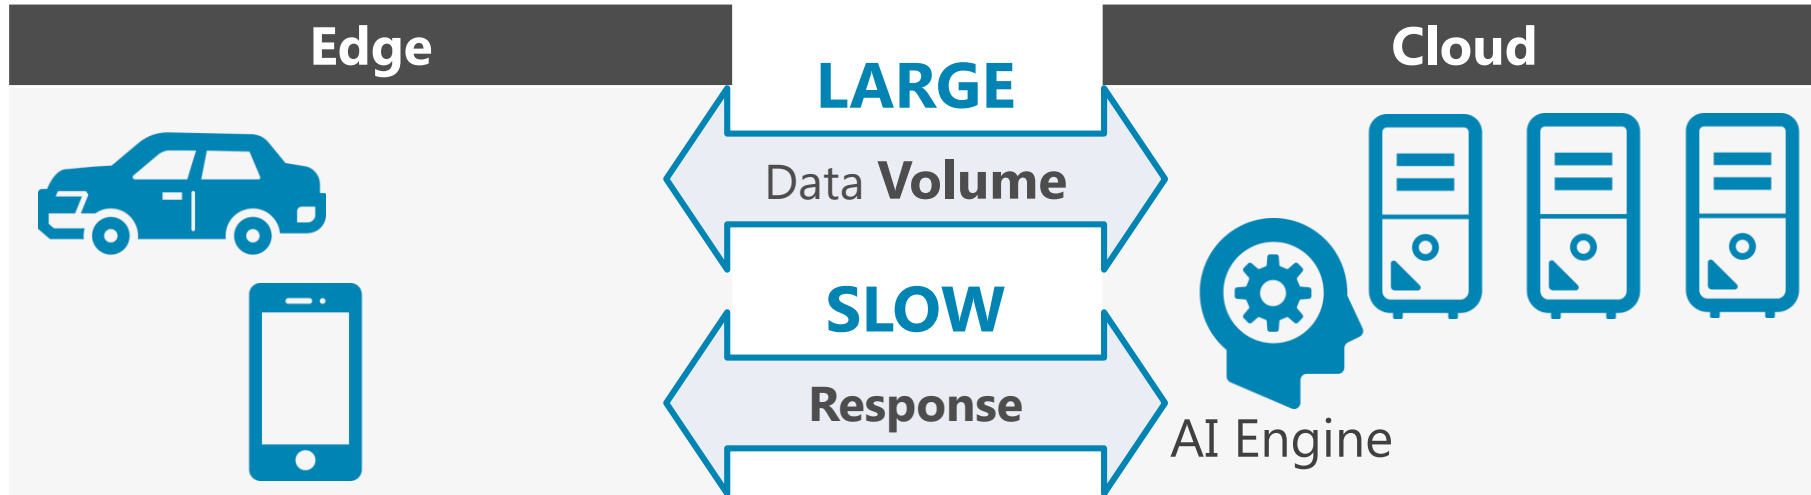 Edge
LARGE
Cloud
Data Volume
SLOW
Response
AI Engine